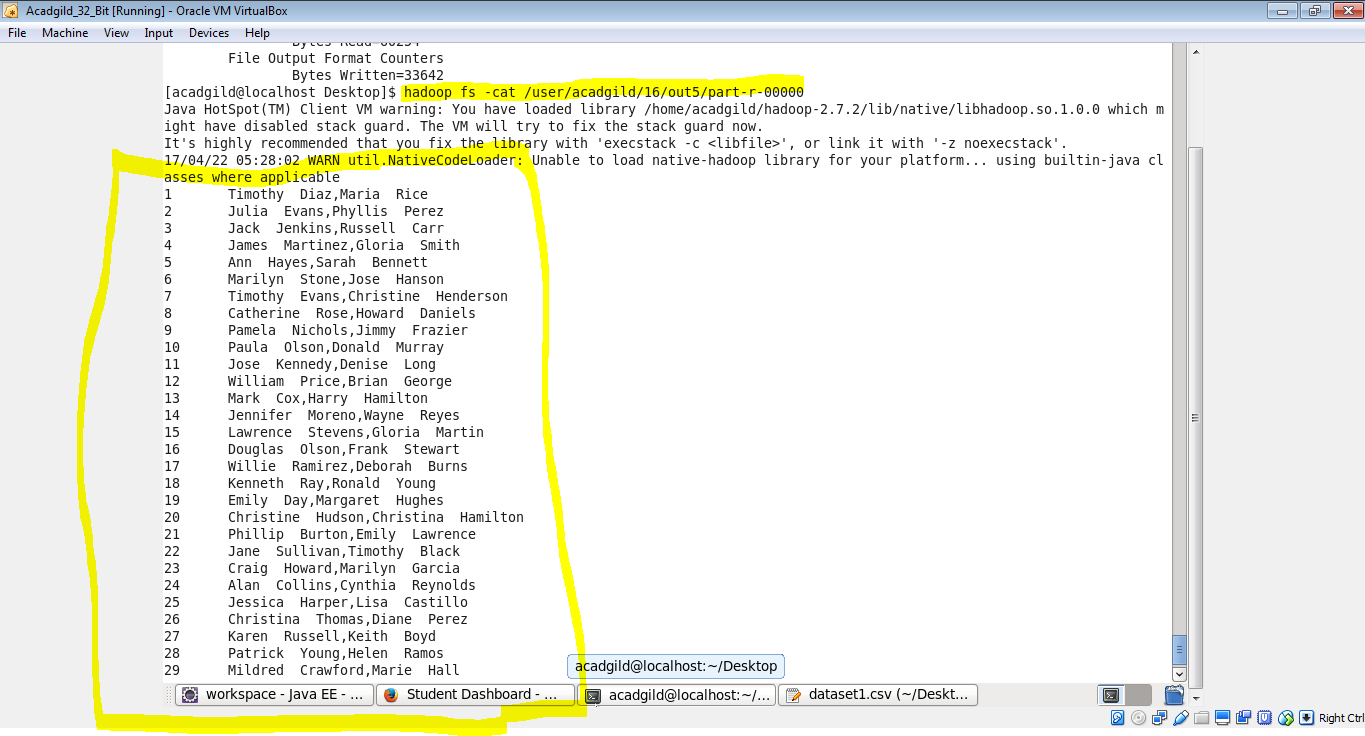 Acadgild_32_Bit [Running] - Oracle VM VirtualBox
File Machine View Input Devices Help
Bytes Read=66234
File Output Format Counters
Bytes Written=33642
[acadgild@localhost Desktop]$ hadoop fs -cat /user/acadgild/16/out5/part-r-00000
Java HotSpot(TM) Client VM warning: You have loaded library /home/acadgild/hadoop-2.7.2/lib/native/libhadoop.so.1.0.0 which m
ight have disabled stack guard. The VM will try to fix the stack guard now.
It's highly recommended that you fix the library with 'execstack -c <libfile>', or link it with '-z noexecstack'.
17/04/22 05:28:02 WARN util.NativeCodeLoader: Unable to load native-hadoop library for your platform... using builtin-java cl
asses where applicable
1 Timothy Diaz,Maria Rice
2 Julia Evans,Phyllis Perez
3 Jack Jenkins,Russell Carr
4 James Martinez,Gloria Smith
5 Ann Hayes,Sarah Bennett
6 Marilyn Stone,Jose Hanson
7 Timothy Evans,Christine Henderson
8 Catherine Rose,Howard Daniels
9 Pamela Nichols,Jimmy Frazier
10 Paula Olson,Donald Murray
11 Jose Kennedy,Denise Long
12 William Price,Brian George
13 Mark Cox,Harry Hamilton
14 Jennifer Moreno,Wayne Reyes
15 Lawrence Stevens,Gloria Martin
16 Douglas Olson,Frank Stewart
17 Willie Ramirez,Deborah Burns
18 Kenneth Ray,Ronald Young
19 Emily Day,Margaret Hughes
20 Christine Hudson,Christina Hamilton
21 Phillip Burton,Emily Lawrence
22 Jane Sullivan,Timothy Black
23 Craig Howard,Marilyn Garcia
24 Alan Collins,Cynthia Reynolds
25 Jessica Harper,Lisa Castillo
26 Christina Thomas,Diane Perez
27 Karen Russell,Keith Boyd
28 Patrick Young,Helen Ramos
29 Mildred Crawford,Marie Hall
acadgild@localhost:~/Desktop
workspace - Java EE - ... Student Dashboard - ... acadgild@localhost:~/... dataset1.csv (~/Deskt...
Right Ctrl